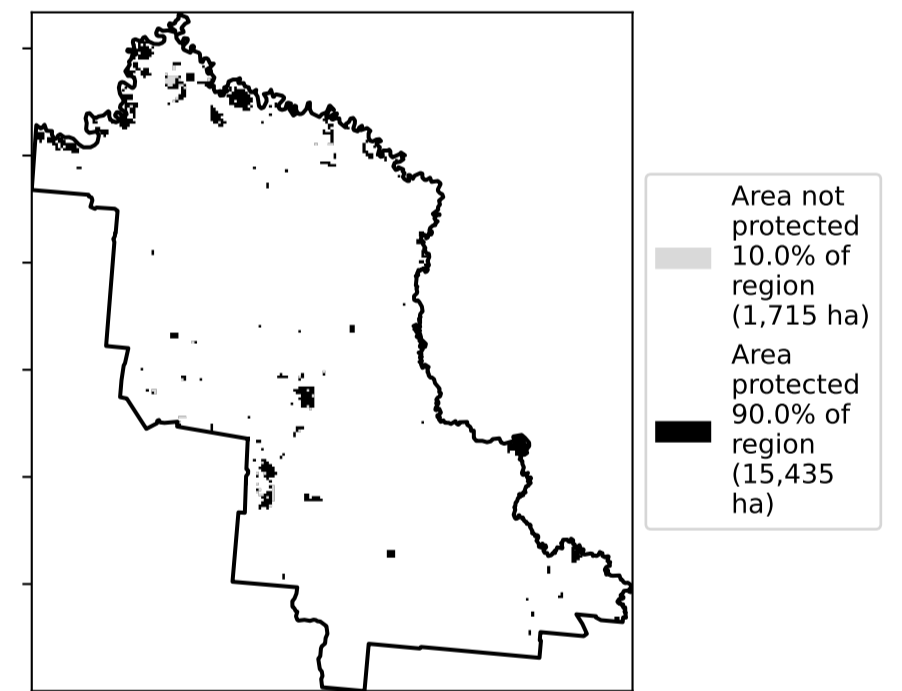 Area not
protected
10.0% of
region
(1,715 ha)
Area
protected
90.0% of
region
(15,435
ha)